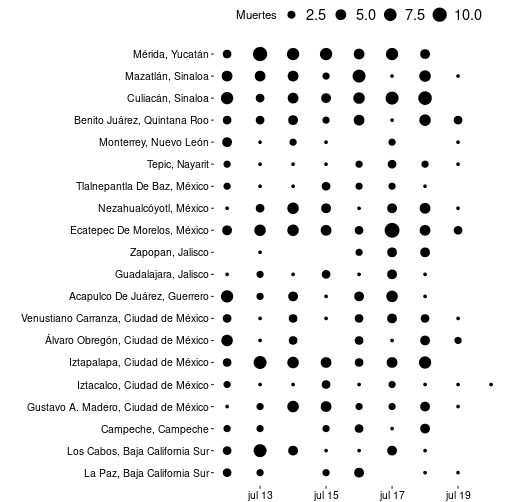 Muertes 2.5 5.0 7.5 10.0
Mérida, Yucatán
Mazatlán, Sinaloa
Culiacán, Sinaloa
Benito Juárez, Quintana Roo
Monterrey, Nuevo León
Tepic, Nayarit
Tlalnepantla De Baz, México
Nezahualcóyotl, México
Ecatepec De Morelos, México
Zapopan, Jalisco
Guadalajara, Jalisco
Acapulco De Juárez, Guerrero
Venustiano Carranza, Ciudad de México
Álvaro Obregón, Ciudad de México
Iztapalapa, Ciudad de México
Iztacalco, Ciudad de México
Gustavo A. Madero, Ciudad de México
Campeche, Campeche
Los Cabos, Baja California Sur
La Paz, Baja California Sur
jul 13 jul 15 jul 17 jul 19